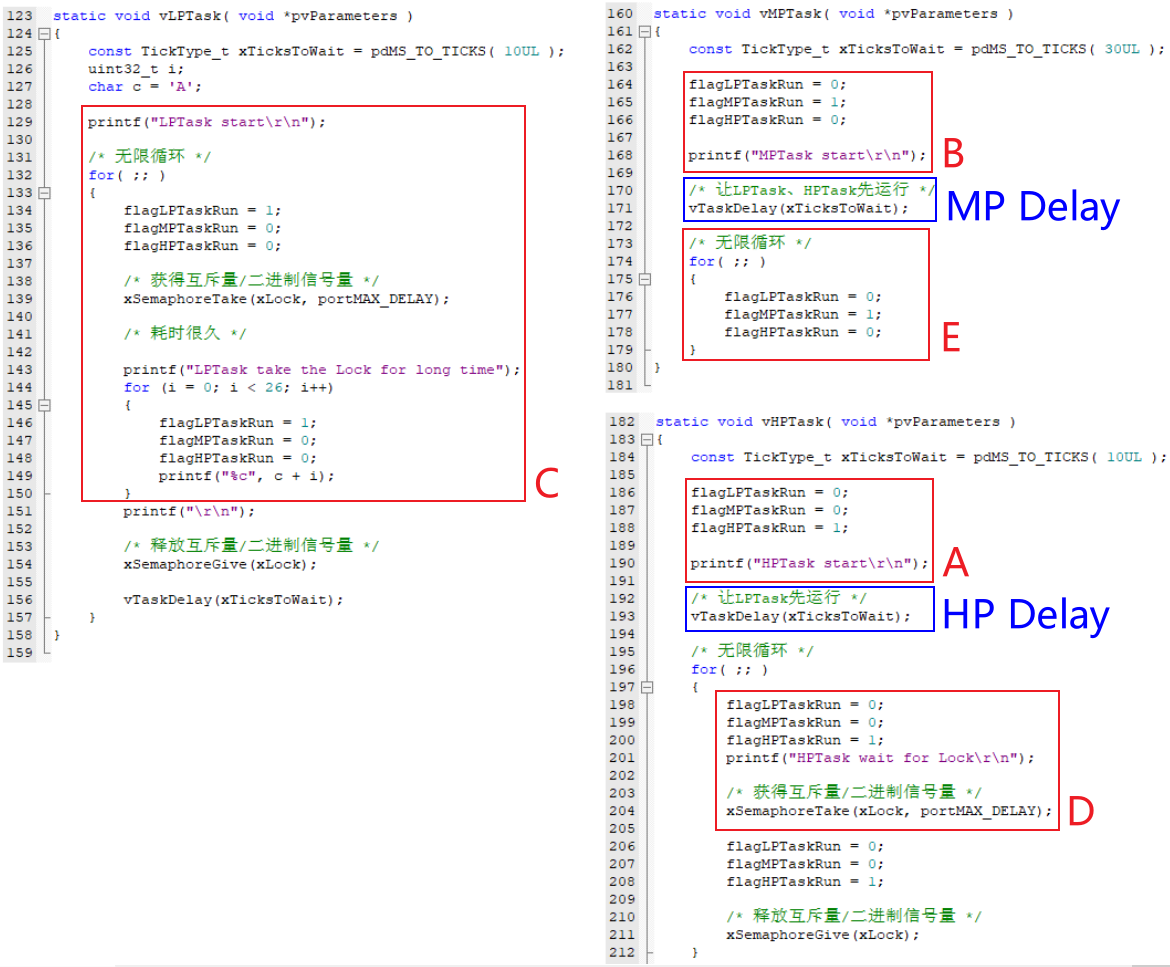 123 static void vLPTask( void *pvParameters )
124 {
125 const TickType_t xTicksToWait = pdMS_TO_TICKS( 10UL );
126 uint32_t i;
127 char c = 'A';
128
129 printf("LPTask start\r\n");
130
131 /* 无限循环 */
132 for( ;; )
133 {
134 flagLPTaskRun = 1;
135 flagMPTaskRun = 0;
136 flagHPTaskRun = 0;
137
138 /* 获得互斥量/二进制信号量 */
139 xSemaphoreTake(xLock, portMAX_DELAY);
140
141 /* 耗时很久 */
142
143 printf("LPTask take the Lock for long time");
144 for (i = 0; i < 26; i++)
145 {
146 flagLPTaskRun = 1;
147 flagMPTaskRun = 0;
148 flagHPTaskRun = 0;
149 printf("%c", c + i);
150 }
C
151 printf("\r\n");
152
153 /* 释放互斥量/二进制信号量 */
154 xSemaphoreGive(xLock);
155
156 vTaskDelay(xTicksToWait);
157 }
158 }
159
160 static void vMPTask( void *pvParameters )
161 {
162 const TickType_t xTicksToWait = pdMS_TO_TICKS( 30UL );
163
164 flagLPTaskRun = 0;
165 flagMPTaskRun = 1;
166 flagHPTaskRun = 0;
167
168 printf("MPTask start\r\n");
B
169
170 /* 让LPTask、HPTask先运行 */
171 vTaskDelay(xTicksToWait);
MP Delay
172
173 /* 无限循环 */
174 for( ;; )
175 {
176 flagLPTaskRun = 0;
177 flagMPTaskRun = 1;
178 flagHPTaskRun = 0;
179 }
E
180 }
181
182 static void vHPTask( void *pvParameters )
183 {
184 const TickType_t xTicksToWait = pdMS_TO_TICKS( 10UL );
185
186 flagLPTaskRun = 0;
187 flagMPTaskRun = 0;
188 flagHPTaskRun = 1;
189
190 printf("HPTask start\r\n");
A
191
192 /* 让LPTask先运行 */
193 vTaskDelay(xTicksToWait);
HP Delay
194
195 /* 无限循环 */
196 for( ;; )
197 {
198 flagLPTaskRun = 0;
199 flagMPTaskRun = 0;
200 flagHPTaskRun = 1;
201 printf("HPTask wait for Lock\r\n");
202
203 /* 获得互斥量/二进制信号量 */
204 xSemaphoreTake(xLock, portMAX_DELAY);
D
205
206 flagLPTaskRun = 0;
207 flagMPTaskRun = 0;
208 flagHPTaskRun = 1;
209
210 /* 释放互斥量/二进制信号量 */
211 xSemaphoreGive(xLock);
212 }